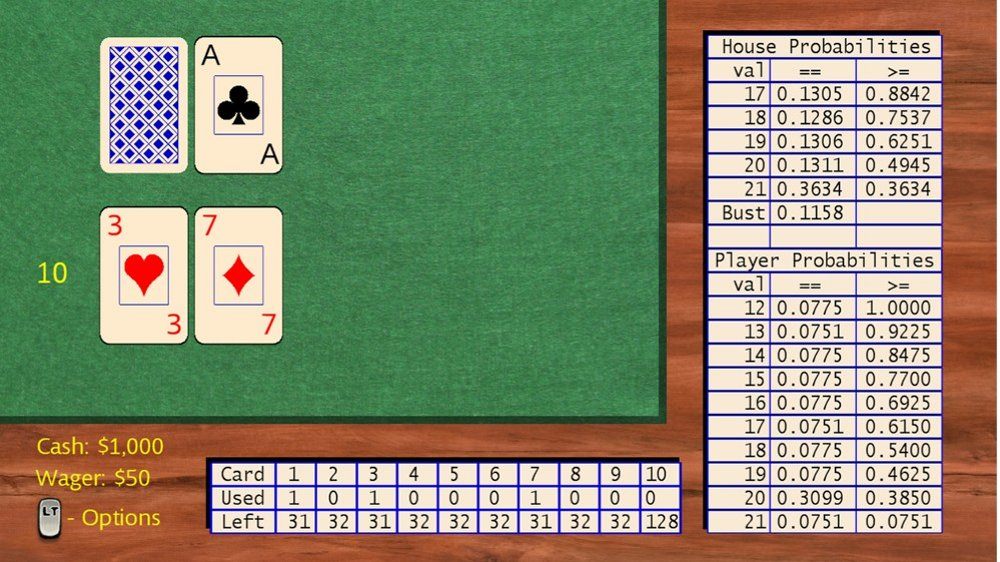 A
A
3
3
7
7
10
Cash: $1,000
Wager: $50
LT - Options
Card 1 2 3 4 5 6 7 8 9 10
Used 1 0 1 0 0 0 1 0 0 0
Left 31 32 31 32 32 32 31 32 32 128
House Probabilities
val == >=
17 0.1305 0.8842
18 0.1286 0.7537
19 0.1306 0.6251
20 0.1311 0.4945
21 0.3634 0.3634
Bust 0.1158
Player Probabilities
val == >=
12 0.0775 1.0000
13 0.0751 0.9225
14 0.0775 0.8475
15 0.0775 0.7700
16 0.0775 0.6925
17 0.0751 0.6150
18 0.0775 0.5400
19 0.0775 0.4625
20 0.3099 0.3850
21 0.0751 0.0751